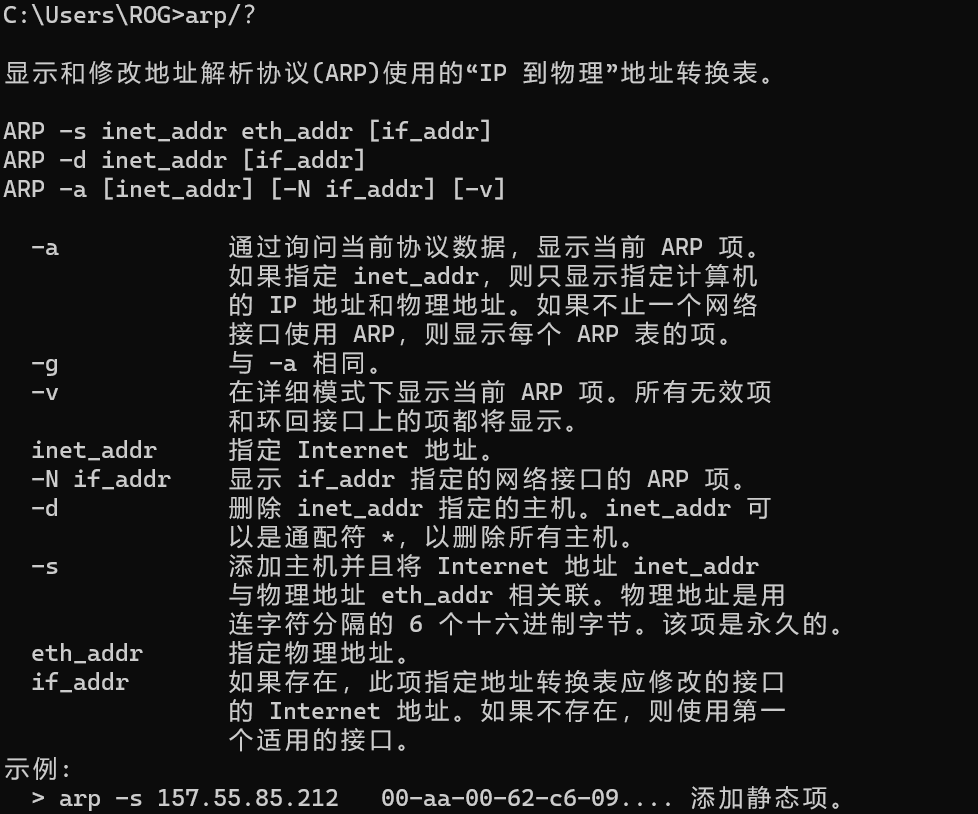 C:\Users\ROG>arp/?
显示和修改地址解析协议(ARP)使用的“IP 到物理”地址转换表。
ARP -s inet_addr eth_addr [if_addr]
ARP -d inet_addr [if_addr]
ARP -a [inet_addr] [-N if_addr] [-v]
-a 通过询问当前协议数据，显示当前 ARP 项。
如果指定 inet_addr，则只显示指定计算机
的 IP 地址和物理地址。如果不止一个网络
接口使用 ARP，则显示每个 ARP 表的项。
-g 与 -a 相同。
-v 在详细模式下显示当前 ARP 项。所有无效项
和环回接口上的项都将显示。
inet_addr 指定 Internet 地址。
-N if_addr 显示 if_addr 指定的网络接口的 ARP 项。
-d 删除 inet_addr 指定的主机。inet_addr 可
以是通配符 *，以删除所有主机。
-s 添加主机并且将 Internet 地址 inet_addr
与物理地址 eth_addr 相关联。物理地址是用
连字符分隔的 6 个十六进制字节。该项是永久的。
eth_addr 指定物理地址。
if_addr 如果存在，此项指定地址转换表应修改的接口
的 Internet 地址。如果不存在，则使用第一
个适用的接口。
示例:
> arp -s 157.55.85.212 00-aa-00-62-c6-09.... 添加静态项。